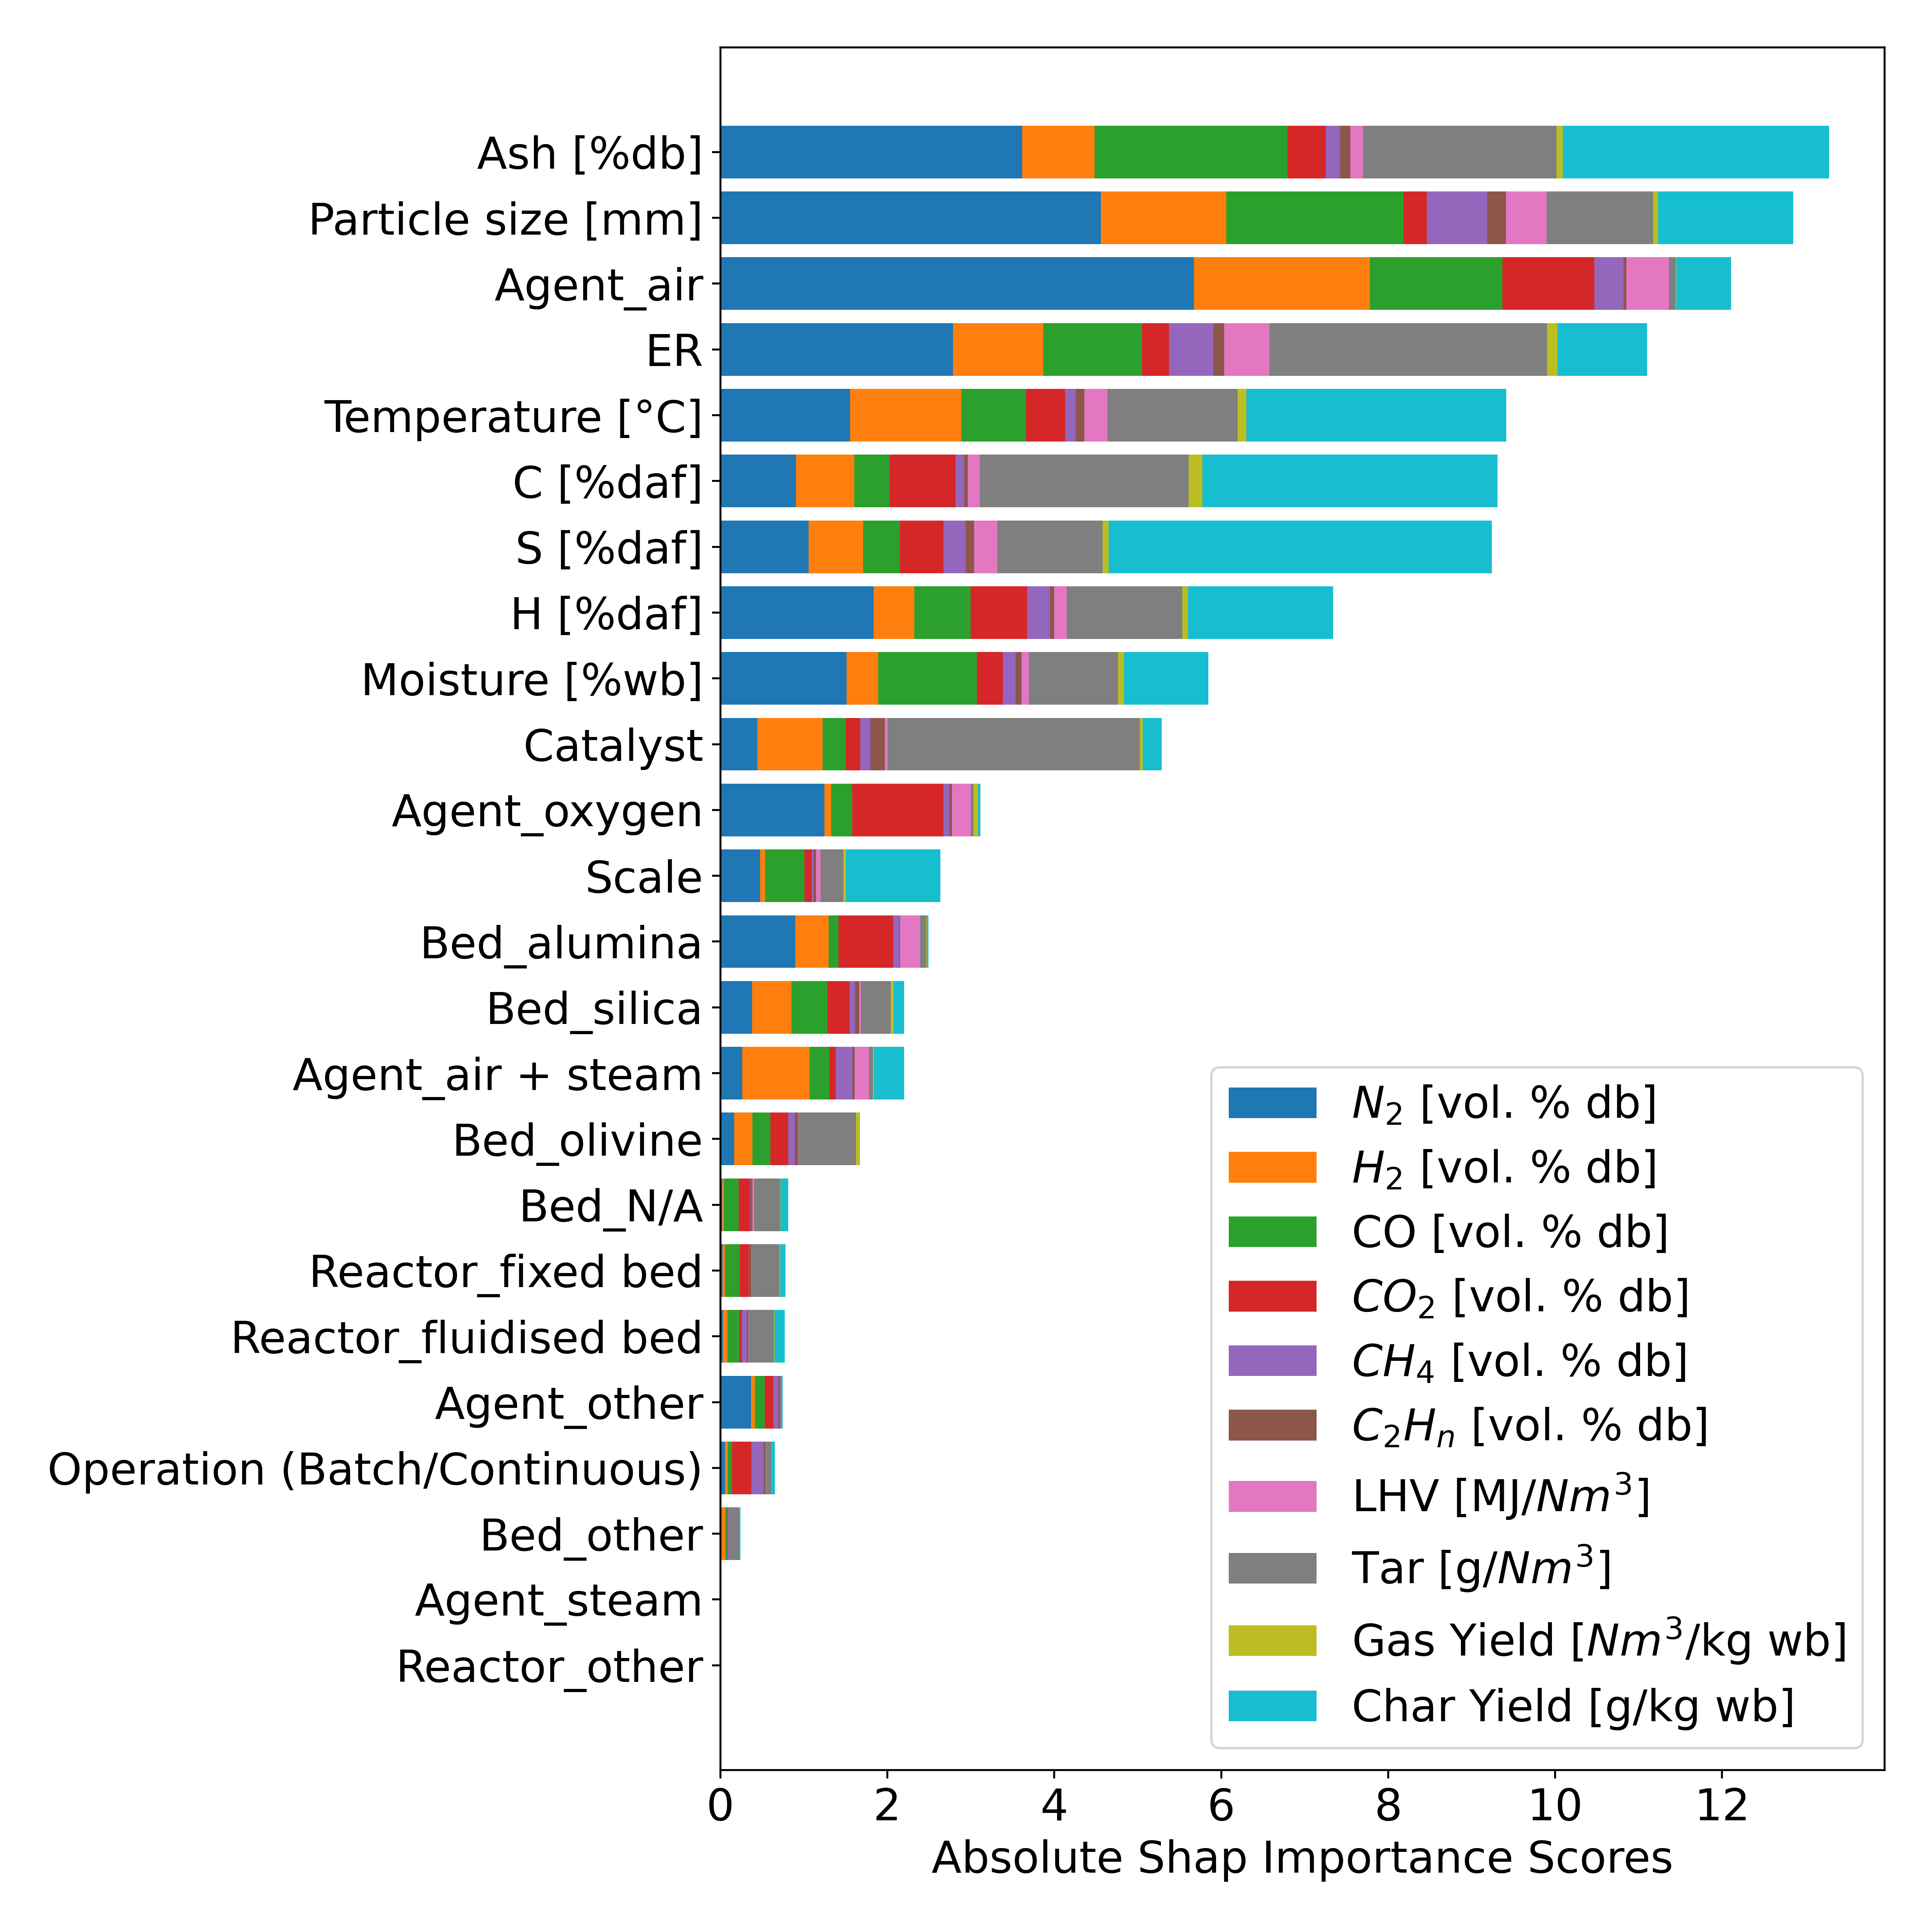 Ash [%db]
Particle size [mm]
Agent_air
ER
Temperature [°C]
C [%daf]
S [%daf]
H [%daf]
Moisture [%wb]
Catalyst
Agent_oxygen
Scale
Bed_alumina
Bed_silica
Agent_air + steam
Bed_olivine
Bed_N/A
Reactor_fixed bed
Reactor_fluidised bed
Agent_other
Operation (Batch/Continuous)
Bed_other
Agent_steam
Reactor_other
N₂ [vol. % db]
H₂ [vol. % db]
CO [vol. % db]
CO₂ [vol. % db]
CH₄ [vol. % db]
C₂Hₙ [vol. % db]
LHV [MJ/Nm³]
Tar [g/Nm³]
Gas Yield [Nm³/kg wb]
Char Yield [g/kg wb]
0 2 4 6 8 10 12
Absolute Shap Importance Scores